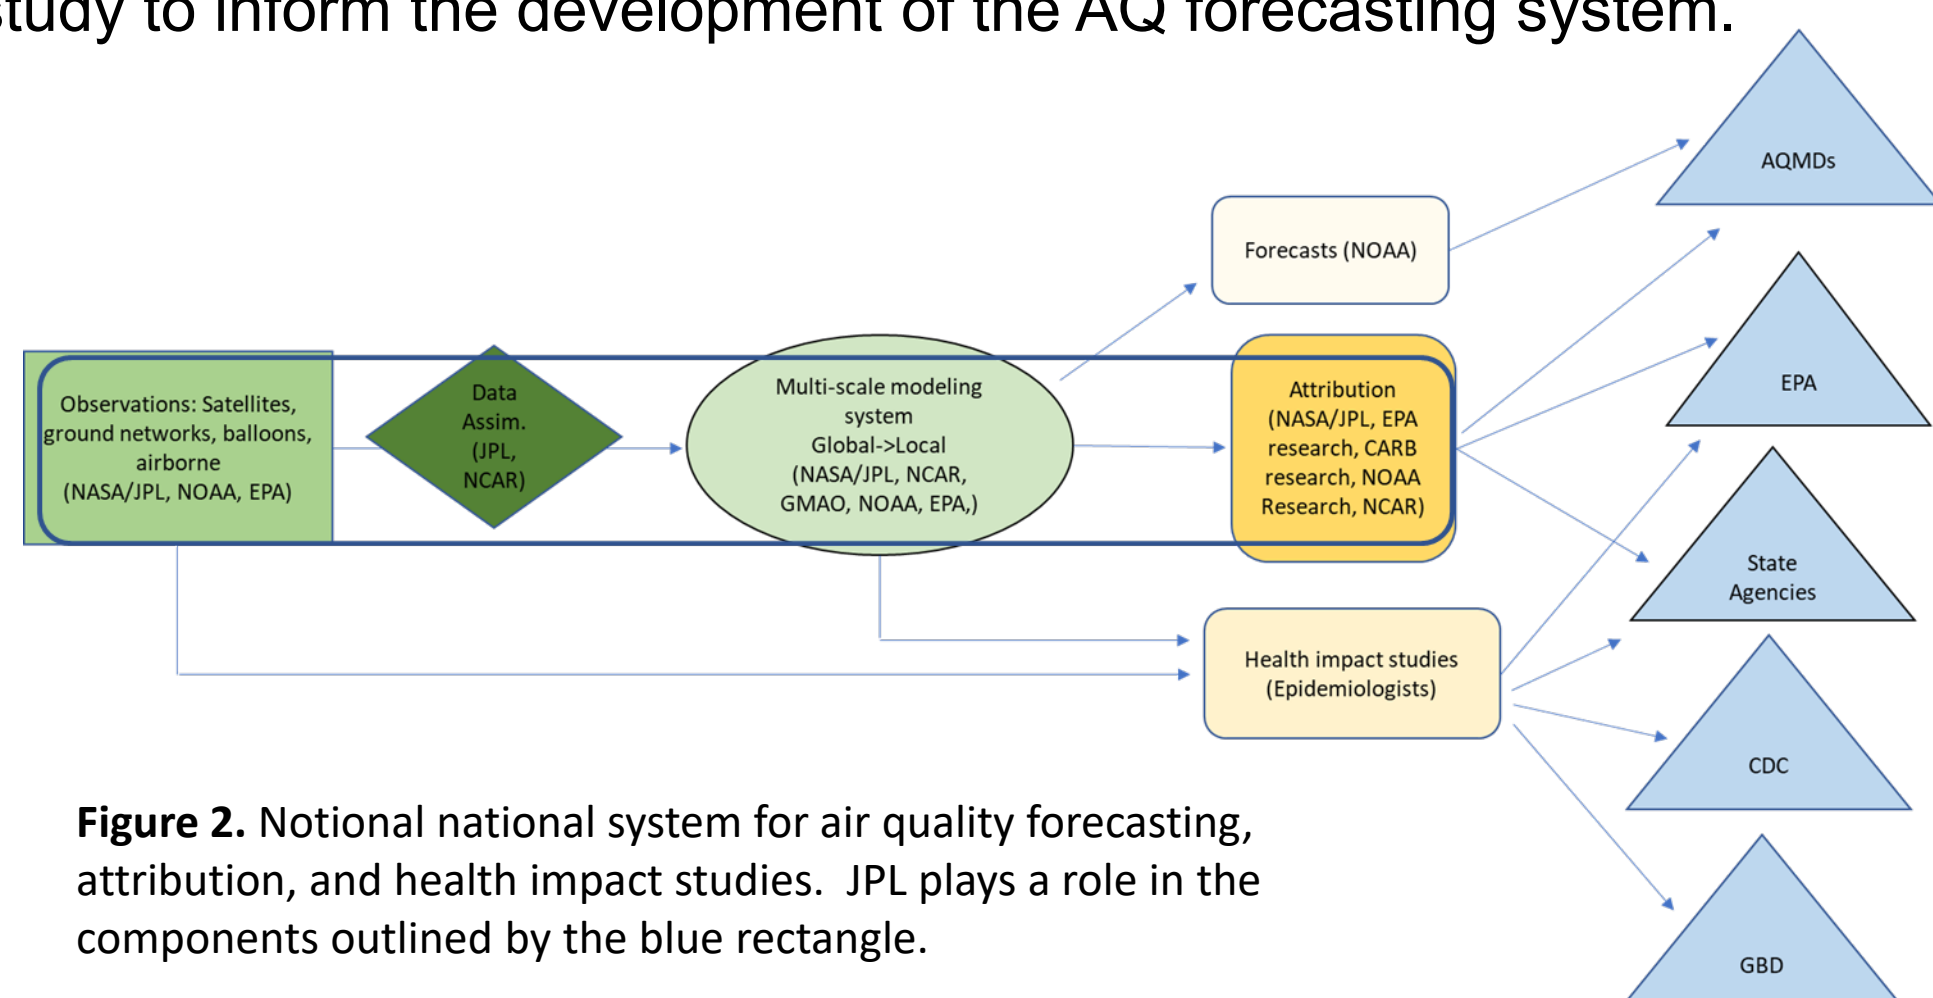 study to inform the development of the AQ forecasting system.
AQMDs
Forecasts (NOAA)
EPA
Observations: Satellites,
ground networks, balloons,
airborne
(NASA/JPL, NOAA, EPA)
Data
Assim.
(JPL,
NCAR)
Multi-scale modeling
system
Global->Local
(NASA/JPL, NCAR,
GMAO, NOAA, EPA,)
Attribution
(NASA/JPL, EPA
research, CARB
research, NOAA
Research, NCAR)
State
Agencies
Health impact studies
(Epidemiologists)
CDC
GBD
Figure 2. Notional national system for air quality forecasting,
attribution, and health impact studies.  JPL plays a role in the
components outlined by the blue rectangle.